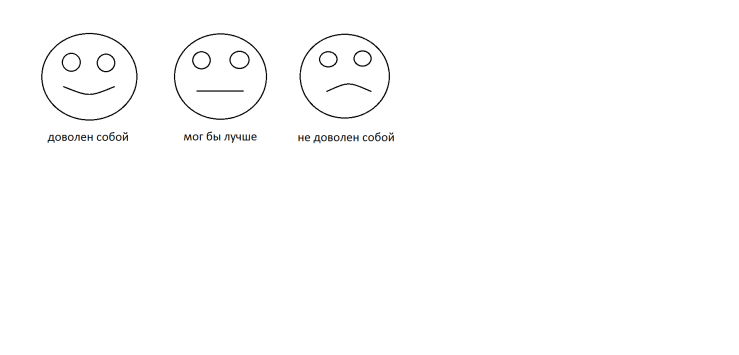 доволен собой
мог бы лучше
не доволен собой